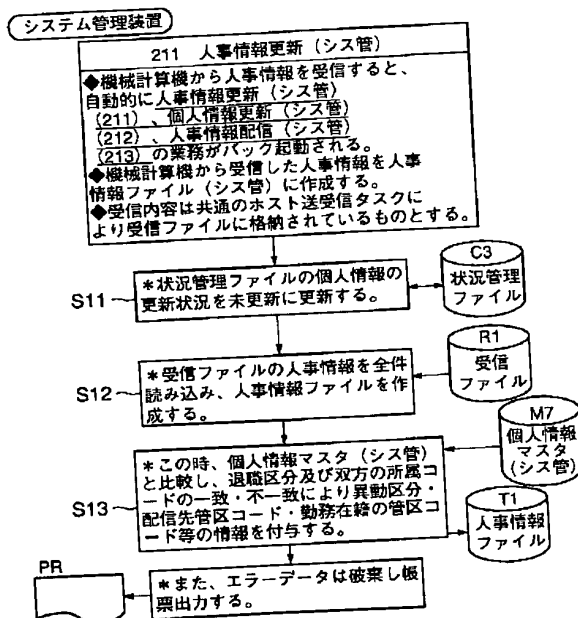 システム管理装置
211 人事情報更新（シス管）
◆機械計算機から人事情報を受信すると、
自動的に人事情報更新（シス管）
（211）、個人情報更新（シス管）
（212）、人事情報配信（シス管）
（213）の業務がバック起動される。
◆機械計算機から受信した人事情報を人事
情報ファイル（シス管）に作成する。
◆受信内容は共通のホスト送受信タスクに
より受信ファイルに格納されているものとする。
S11
＊状況管理ファイルの個人情報の
更新状況を未更新に更新する。
C3
状況管理
ファイル
S12
＊受信ファイルの人事情報を全件
読み込み、人事情報ファイルを作
成する。
R1
受信
ファイル
M7
個人情報
マスタ
（シス管）
S13
＊この時、個人情報マスタ（シス管）
と比較し、退職区分及び双方の所属コ
ードの一致・不一致により異動区分・
配信先管区コード・勤務在籍の管区コ
ード等の情報を付与する。
T1
人事情報
ファイル
PR
＊また、エラーデータは破棄し帳
票出力する。